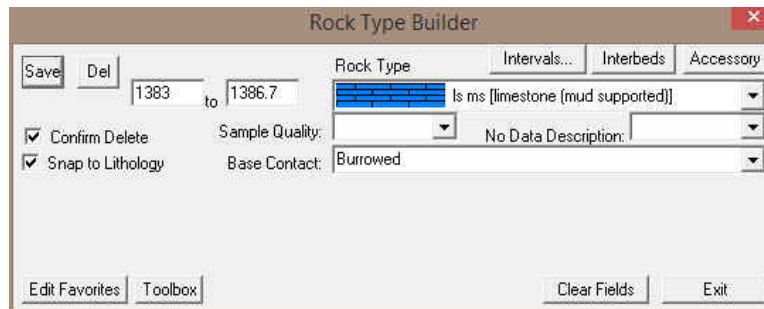 Rock Type Builder
Save Del Rock Type Intervals... Interbeds Accessory
1383 to 1386.7 ls ms [limestone (mud supported)]
Confirm Delete Sample Quality: No Data Description:
Snap to Lithology Base Contact: Burrowed
Edit Favorites Toolbox Clear Fields Exit